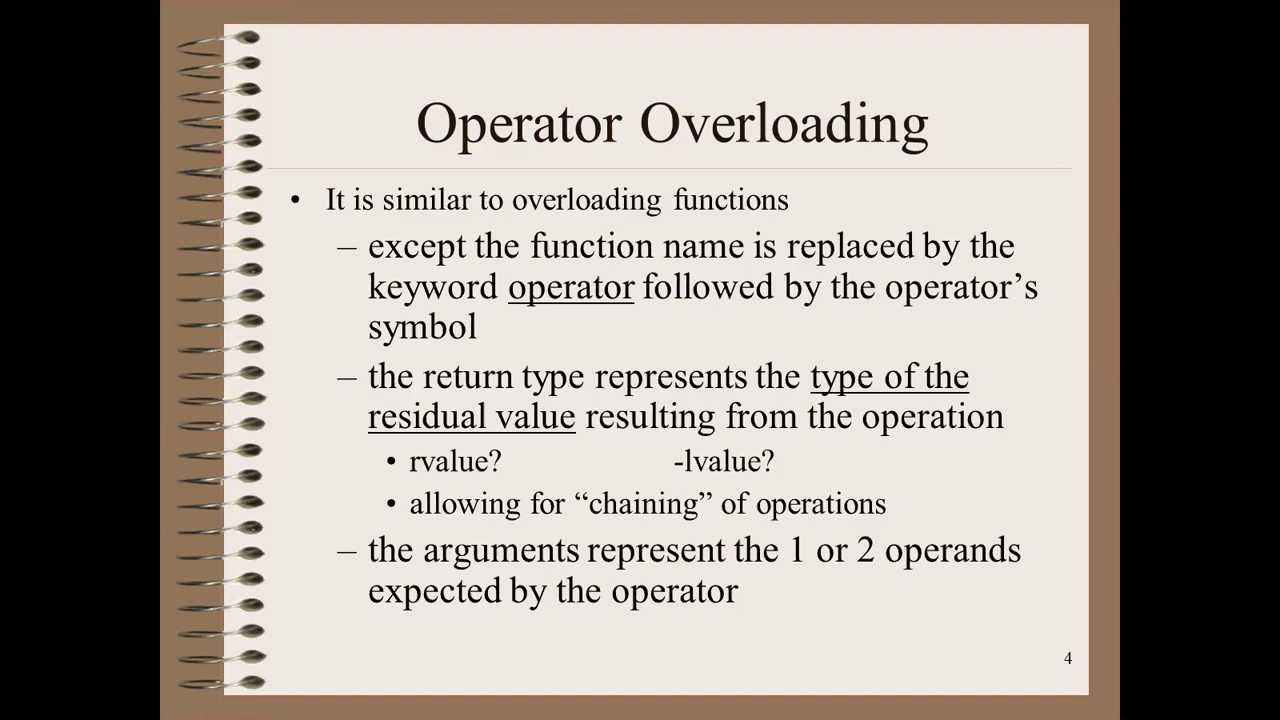 Operator Overloading
• It is similar to overloading functions
– except the function name is replaced by the
keyword operator followed by the operator’s
symbol
– the return type represents the type of the
residual value resulting from the operation
• rvalue? -lvalue?
• allowing for “chaining” of operations
– the arguments represent the 1 or 2 operands
expected by the operator
4